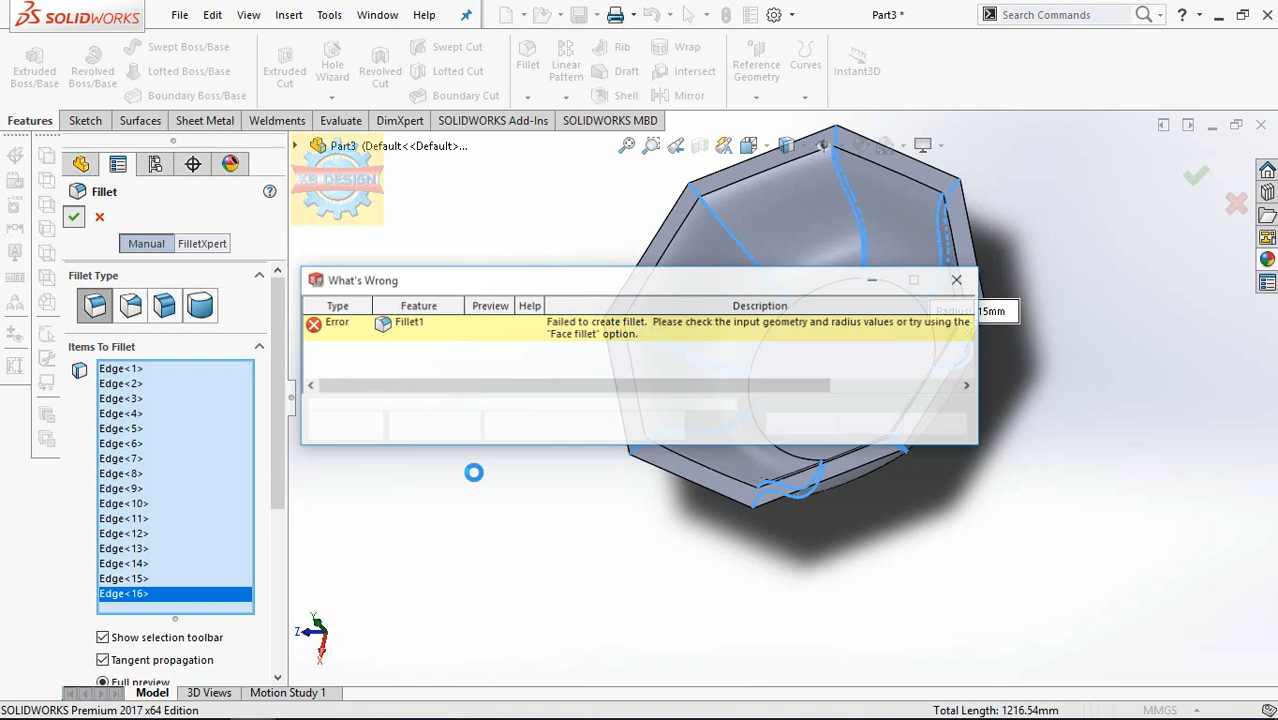 SOLIDWORKS
File Edit View Insert Tools Window Help
Part3 *
Search Commands
Extruded Boss/Base
Revolved Boss/Base
Swept Boss/Base
Lofted Boss/Base
Boundary Boss/Base
Extruded Cut
Hole Wizard
Revolved Cut
Swept Cut
Lofted Cut
Boundary Cut
Fillet
Linear Pattern
Rib
Draft
Shell
Wrap
Intersect
Mirror
Reference Geometry
Curves
Instant3D
Features Sketch Surfaces Sheet Metal Weldments Evaluate DimXpert SOLIDWORKS Add-Ins SOLIDWORKS MBD
Part3 (Default<<Default>...
KB DESIGN
Fillet
Manual FilletXpert
Fillet Type
Items To Fillet
Edge<1>
Edge<2>
Edge<3>
Edge<4>
Edge<5>
Edge<6>
Edge<7>
Edge<8>
Edge<9>
Edge<10>
Edge<11>
Edge<12>
Edge<13>
Edge<14>
Edge<15>
Edge<16>
Show selection toolbar
Tangent propagation
Full preview
What's Wrong
Type Feature Preview Help Description
Error Fillet1 Failed to create fillet. Please check the input geometry and radius values or try using the
"Face fillet" option.
Radius: 15mm
Y
Z
X
Model 3D Views Motion Study 1
SOLIDWORKS Premium 2017 x64 Edition
Total Length: 1216.54mm
MMGS